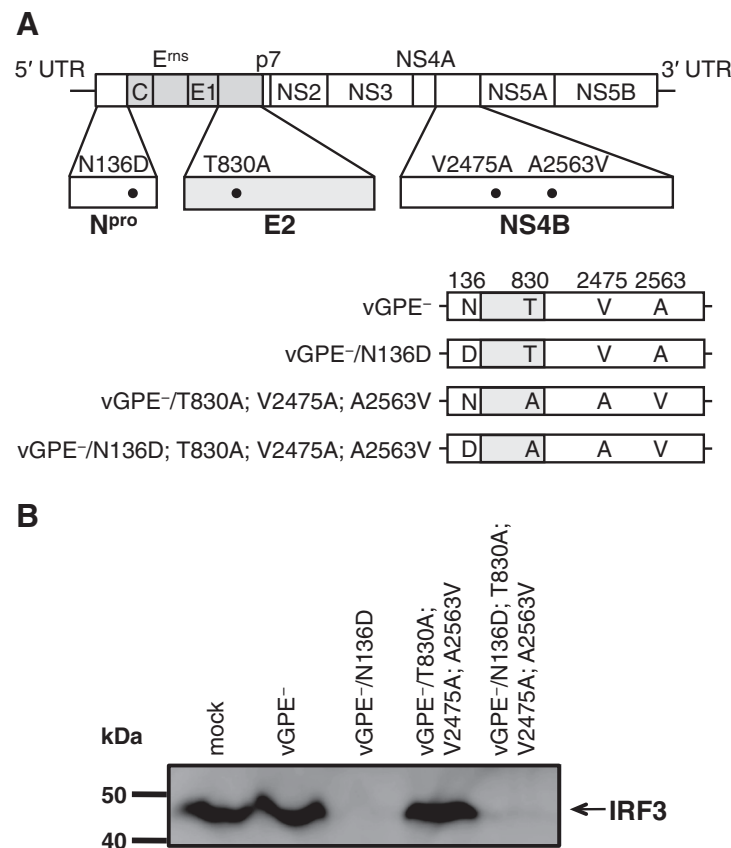 A
Erns p7 NS4A
5′ UTR 3′ UTR
C E1 NS2 NS3 NS5A NS5B
N136D T830A V2475A A2563V
Npro E2 NS4B
136 830 2475 2563
vGPE– N T V A
vGPE–/N136D D T V A
vGPE–/T830A; V2475A; A2563V N A A V
vGPE–/N136D; T830A; V2475A; A2563V D A A V
B
kDa
mock
vGPE–
vGPE–/N136D
vGPE–/T830A;
V2475A; A2563V
vGPE–/N136D; T830A;
V2475A; A2563V
50
IRF3
40